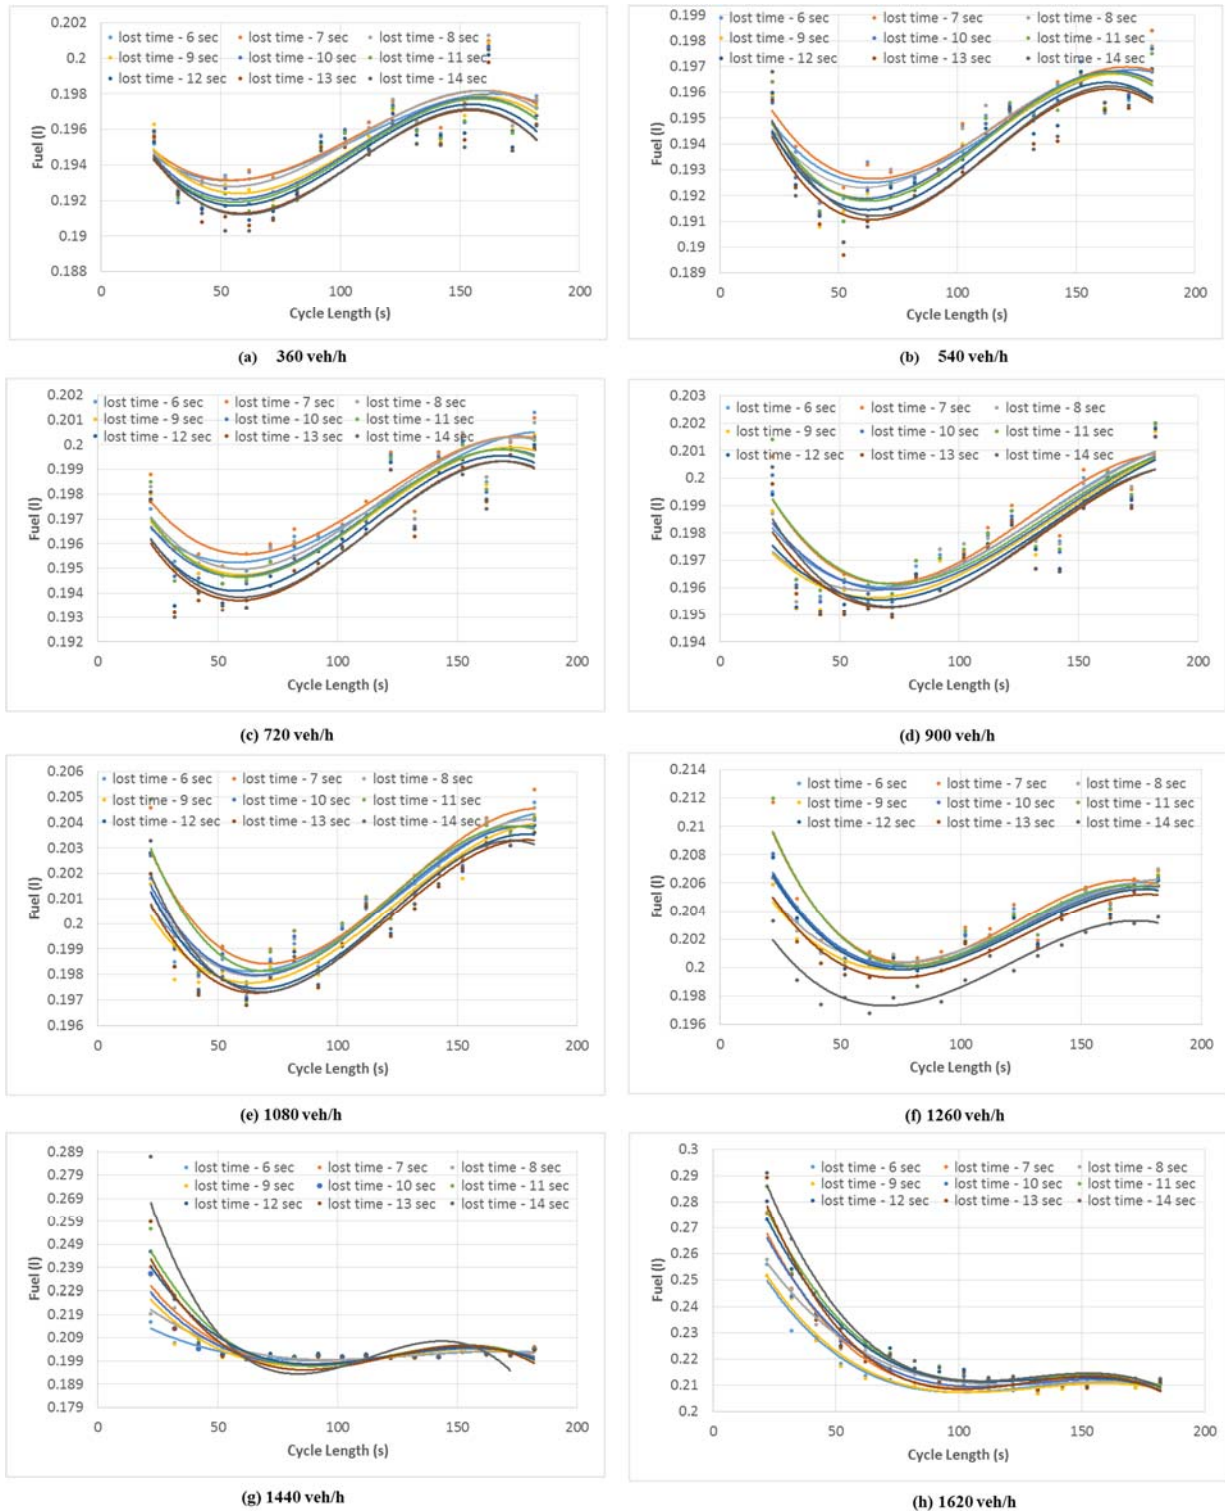 0.202
lost time - 6 sec lost time - 7 sec lost time - 8 sec
0.2
lost time - 9 sec lost time - 10 sec lost time - 11 sec
lost time - 12 sec lost time - 13 sec lost time - 14 sec
0.198
0.196
0.194
0.192
0.19
0.188
Fuel (l)
0 50 100 150 200
Cycle Length (s)
(a) 360 veh/h
0.199
lost time - 6 sec lost time - 7 sec lost time - 8 sec
0.198
lost time - 9 sec lost time - 10 sec lost time - 11 sec
lost time - 12 sec lost time - 13 sec lost time - 14 sec
0.197
0.196
0.195
0.194
0.193
0.192
0.191
0.19
0.189
Fuel (l)
0 50 100 150 200
Cycle Length (s)
(b) 540 veh/h
0.202
lost time - 6 sec lost time - 7 sec lost time - 8 sec
0.201
lost time - 9 sec lost time - 10 sec lost time - 11 sec
0.2
lost time - 12 sec lost time - 13 sec lost time - 14 sec
0.199
0.198
0.197
0.196
0.195
0.194
0.193
0.192
Fuel (l)
0 50 100 150 200
Cycle Length (s)
(c) 720 veh/h
0.203
lost time - 6 sec lost time - 7 sec lost time - 8 sec
0.202
lost time - 9 sec lost time - 10 sec lost time - 11 sec
0.201
lost time - 12 sec lost time - 13 sec lost time - 14 sec
0.2
0.199
0.198
0.197
0.196
0.195
0.194
Fuel (l)
0 50 100 150 200
Cycle Length (s)
(d) 900 veh/h
0.206
lost time - 6 sec lost time - 7 sec lost time - 8 sec
0.205
lost time - 9 sec lost time - 10 sec lost time - 11 sec
0.204
lost time - 12 sec lost time - 13 sec lost time - 14 sec
0.203
0.202
0.201
0.2
0.199
0.198
0.197
0.196
Fuel (l)
0 50 100 150 200
Cycle Length (s)
(e) 1080 veh/h
0.214
lost time - 6 sec lost time - 7 sec lost time - 8 sec
0.212
lost time - 9 sec lost time - 10 sec lost time - 11 sec
0.21
lost time - 12 sec lost time - 13 sec lost time - 14 sec
0.208
0.206
0.204
0.202
0.2
0.198
0.196
Fuel (l)
0 50 100 150 200
Cycle Length (s)
(f) 1260 veh/h
0.289
lost time - 6 sec lost time - 7 sec lost time - 8 sec
0.279
lost time - 9 sec lost time - 10 sec lost time - 11 sec
0.269
lost time - 12 sec lost time - 13 sec lost time - 14 sec
0.259
0.249
0.239
0.229
0.219
0.209
0.199
0.189
0.179
Fuel (l)
0 50 100 150 200
Cycle Length (s)
(g) 1440 veh/h
0.3
lost time - 6 sec lost time - 7 sec lost time - 8 sec
0.29
lost time - 9 sec lost time - 10 sec lost time - 11 sec
0.28
lost time - 12 sec lost time - 13 sec lost time - 14 sec
0.27
0.26
0.25
0.24
0.23
0.22
0.21
0.2
Fuel (l)
0 50 100 150 200
Cycle Length (s)
(h) 1620 veh/h